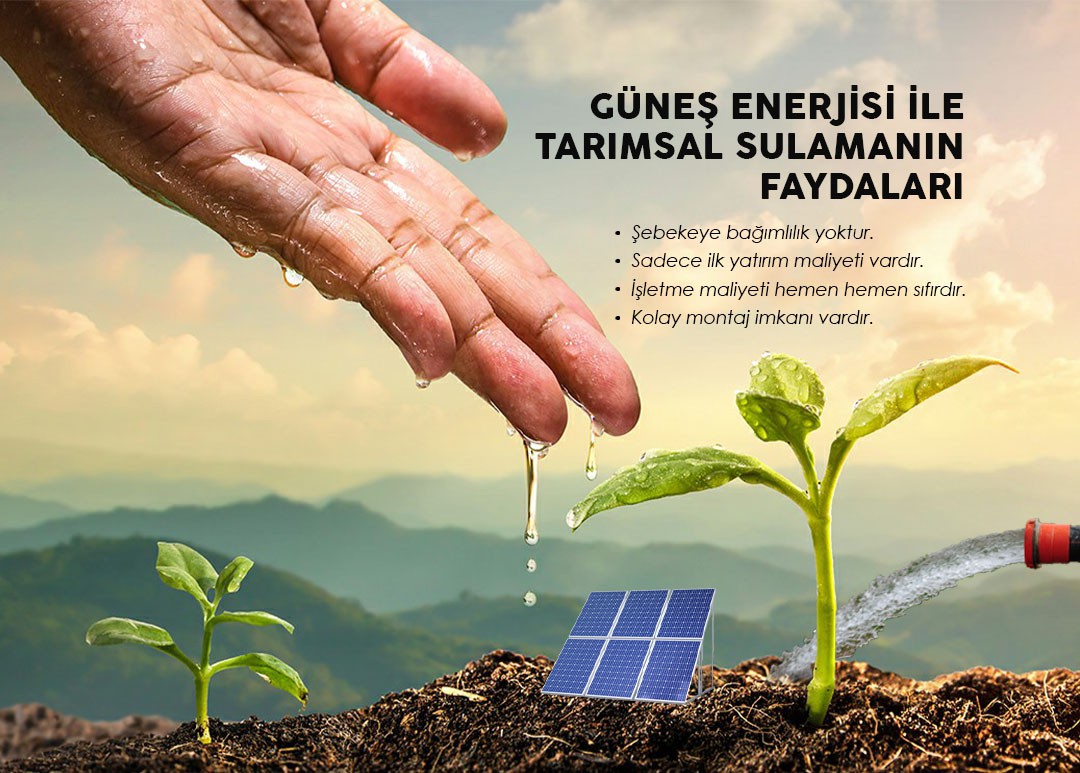 GÜNEŞ ENERJİSİ İLE
TARIMSAL SULAMANIN
FAYDALARI
• Şebekeye bağımlılık yoktur.
• Sadece ilk yatırım maliyeti vardır.
• İşletme maliyeti hemen hemen sıfırdır.
• Kolay montaj imkanı vardır.